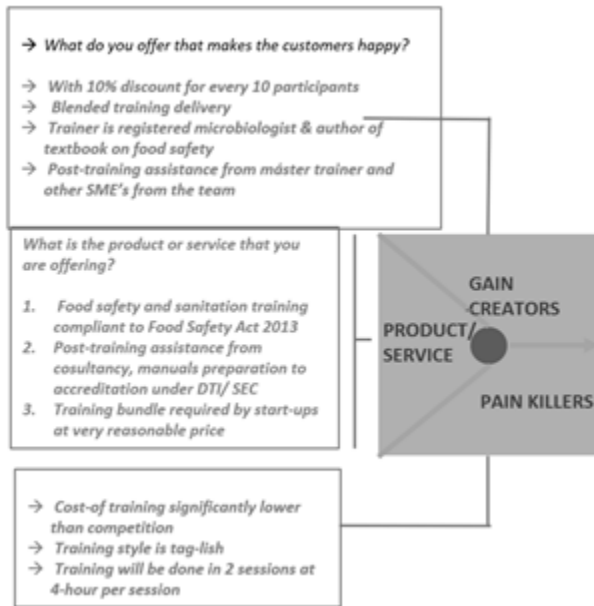 → What do you offer that makes the customers happy?
→ With 10% discount for every 10 participants
→ Blended training delivery
→ Trainer is registered microbiologist & author of
textbook on food safety
→ Post-training assistance from máster trainer and
other SME's from the team
What is the product or service that you
are offering?
1. Food safety and sanitation training
compliant to Food Safety Act 2013
2. Post-training assistance from
cosultancy, manuals preparation to
accreditation under DTI/ SEC
3. Training bundle required by start-ups
at very reasonable price
GAIN
CREATORS
PRODUCT/
SERVICE
PAIN KILLERS
→ Cost-of training significantly lower
than competition
→ Training style is tag-lish
→ Training will be done in 2 sessions at
4-hour per session